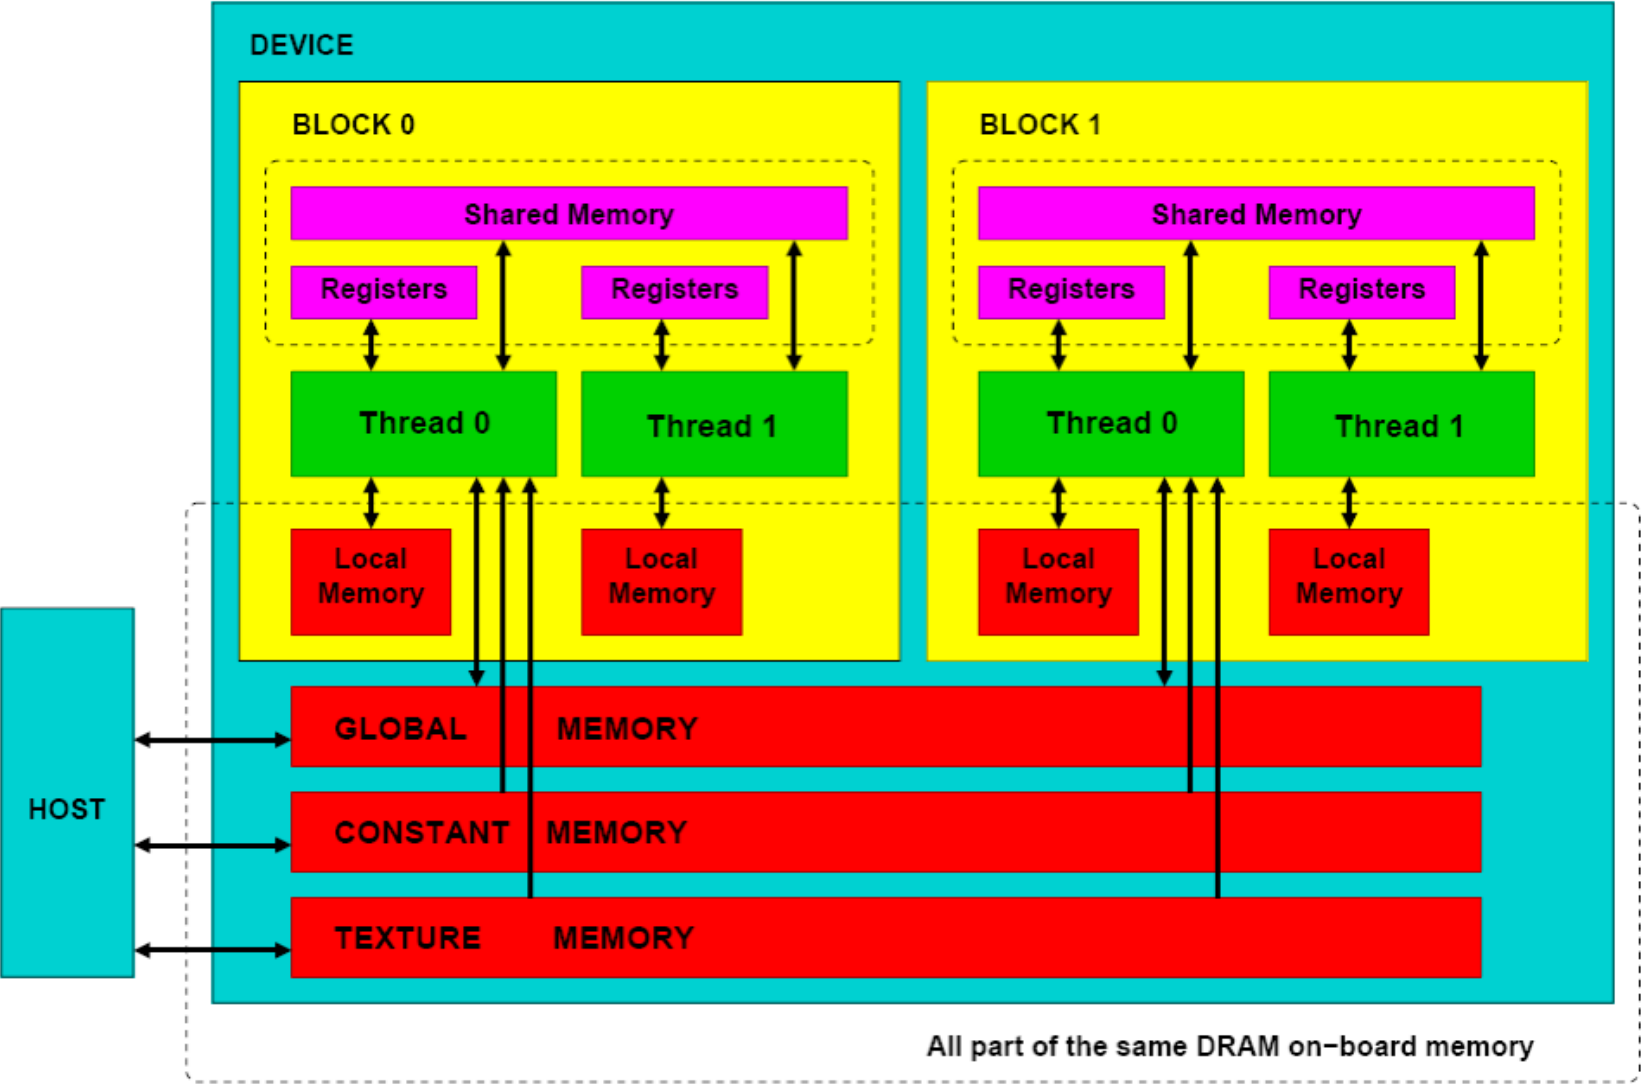 DEVICE
BLOCK 0
Shared Memory
Registers
Registers
Thread 0
Thread 1
Local
Memory
Local
Memory
BLOCK 1
Shared Memory
Registers
Registers
Thread 0
Thread 1
Local
Memory
Local
Memory
HOST
GLOBAL MEMORY
CONSTANT MEMORY
TEXTURE MEMORY
All part of the same DRAM on−board memory